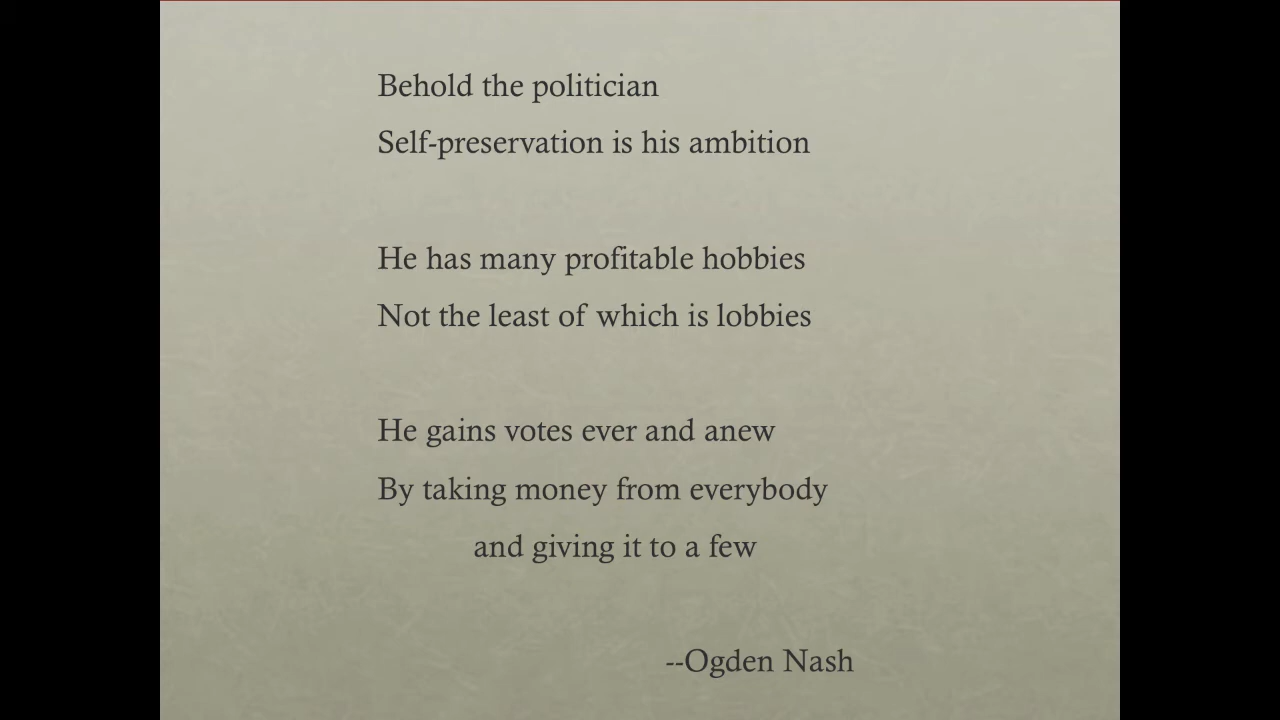 Behold the politician
Self-preservation is his ambition
He has many profitable hobbies
Not the least of which is lobbies
He gains votes ever and anew
By taking money from everybody
and giving it to a few
--Ogden Nash